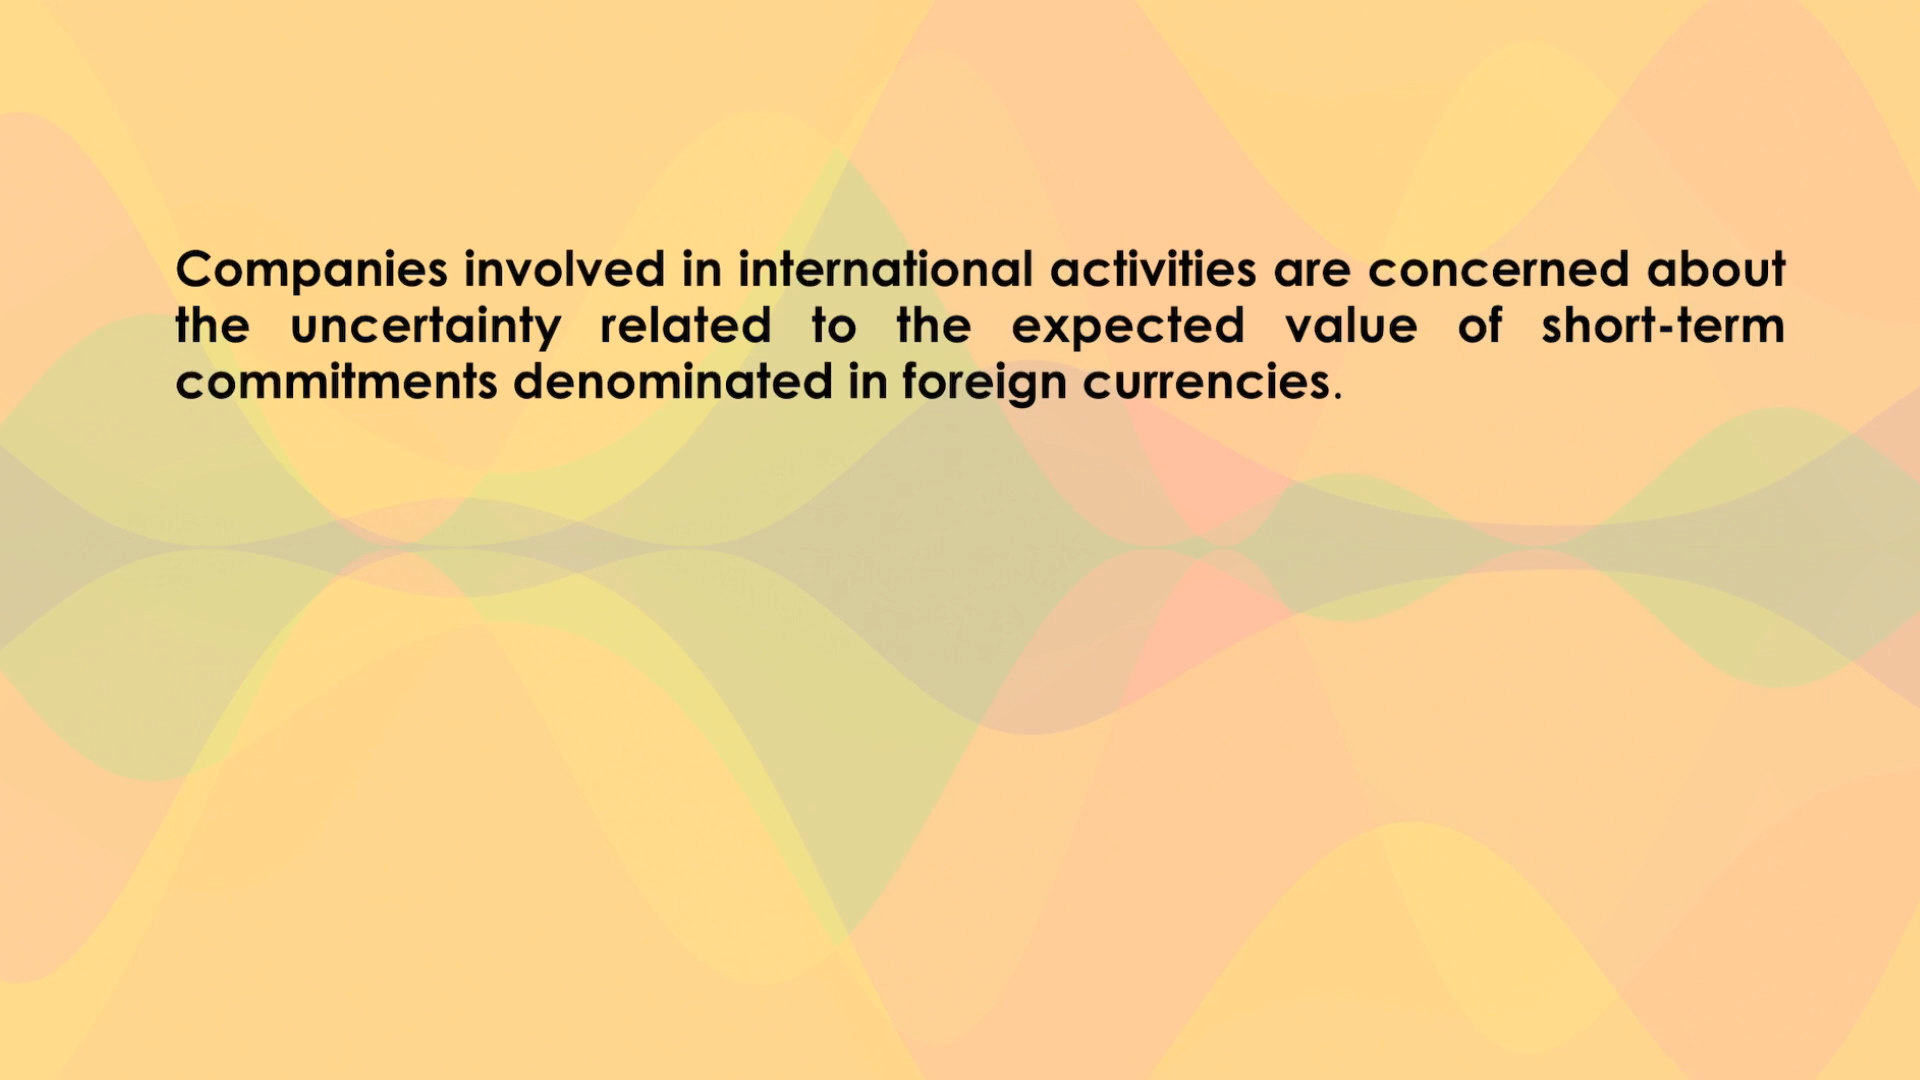 Companies involved in international activities are concerned about
the uncertainty related to the expected value of short-term
commitments denominated in foreign currencies.